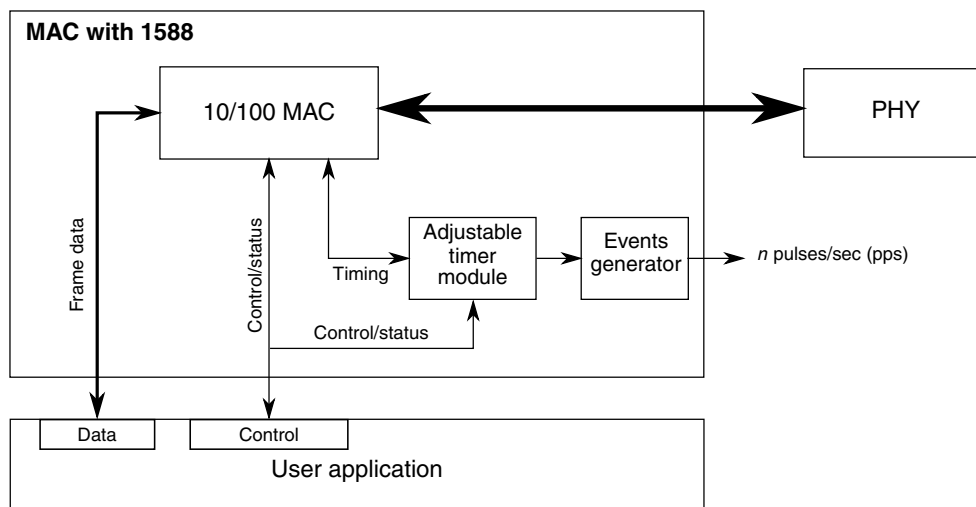 MAC with 1588
10/100 MAC
PHY
Frame data
Control/status
Timing
Adjustable
timer
module
Events
generator
n pulses/sec (pps)
Control/status
Data
Control
User application